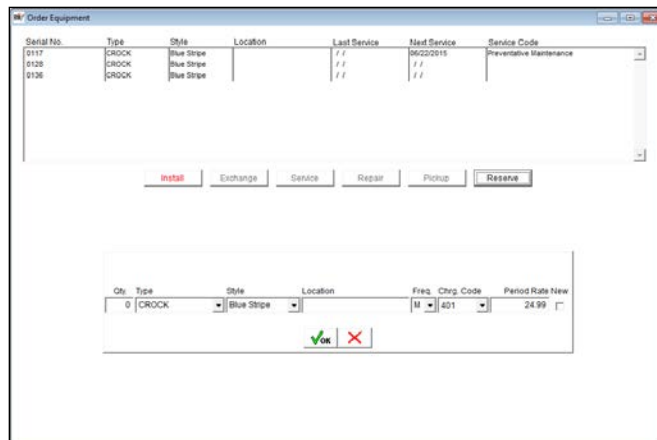 Order Equipment
Serial No. Type Style Location Last Service Next Service Service Code
0117 CROCK Blue Stripe / / 06/22/2015 Preventative Maintenance
0128 CROCK Blue Stripe / / / /
0136 CROCK Blue Stripe / / / /
Install Exchange Service Repair Pickup Reserve
Qty. Type Style Location Freq. Chrg. Code Period Rate New
0 CROCK Blue Stripe M 401 24.99
OK